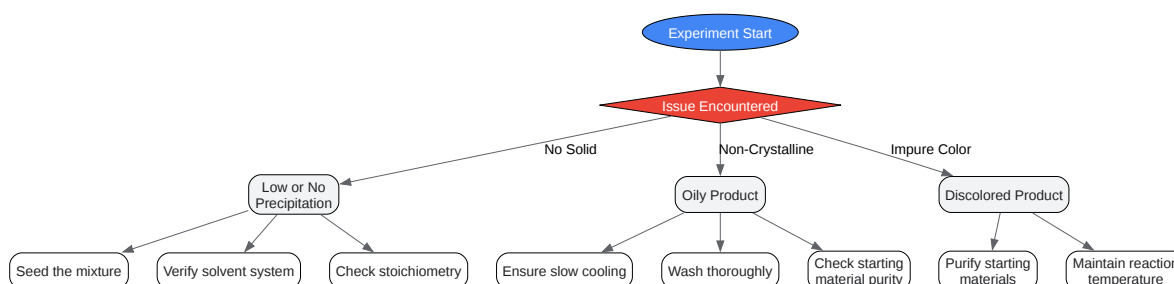 Experiment Start
Issue Encountered
No Solid
Non-Crystalline
Impure Color
Low or No
Precipitation
Oily Product
Discolored Product
Seed the mixture
Verify solvent system
Check stoichiometry
Ensure slow cooling
Wash thoroughly
Check starting
material purity
Purify starting
materials
Maintain reaction
temperature